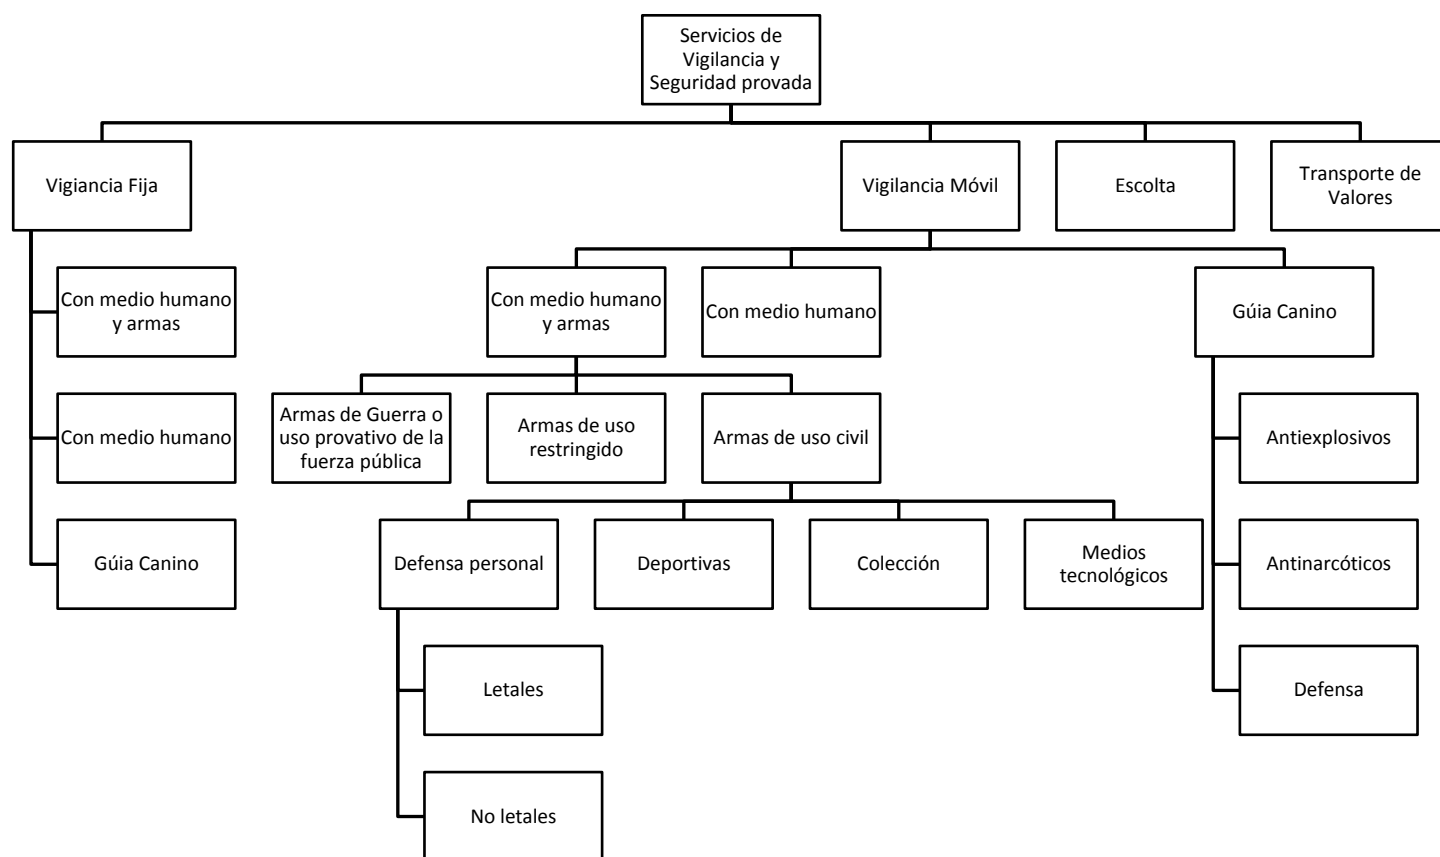 Servicios de
Vigilancia y
Seguridad provada
Vigiancia Fija
Vigilancia Móvil
Escolta
Transporte de
Valores
Con medio humano
y armas
Con medio humano
y armas
Con medio humano
Gúia Canino
Con medio humano
Armas de Guerra o
uso provativo de la
fuerza pública
Armas de uso
restringido
Armas de uso civil
Antiexplosivos
Gúia Canino
Defensa personal
Deportivas
Colección
Medios
tecnológicos
Antinarcóticos
Letales
Defensa
No letales